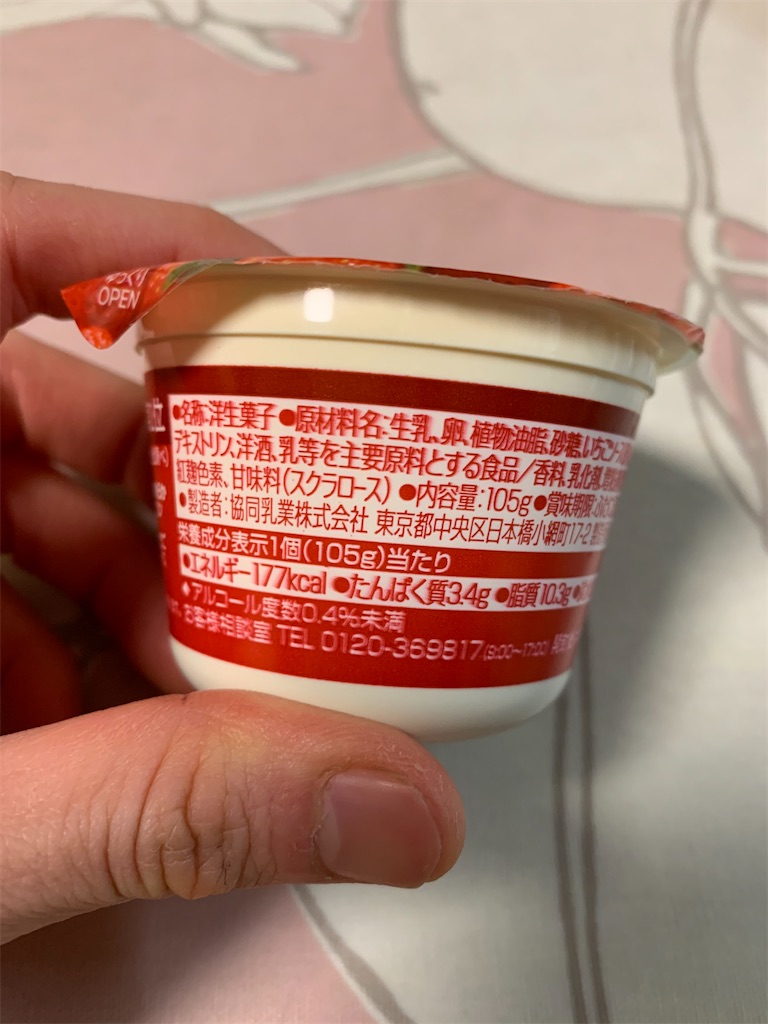 OPEN
●名称:洋生菓子 ●原材料名:生乳、卵、植物油脂、砂糖、いちご
デキストリン、洋酒、乳等を主要原料とする食品/香料、乳化剤、
紅麹色素、甘味料(スクラロース) ●内容量:105g ●賞味期限:
●製造者:協同乳業株式会社 東京都中央区日本橋小網町17-2
栄養成分表示1個(105g)当たり
●エネルギー177kcal ●たんぱく質3.4g ●脂質10.3g
◆アルコール度数0.4%未満
お客様相談室 TEL 0120-369817(9:00~17:00)